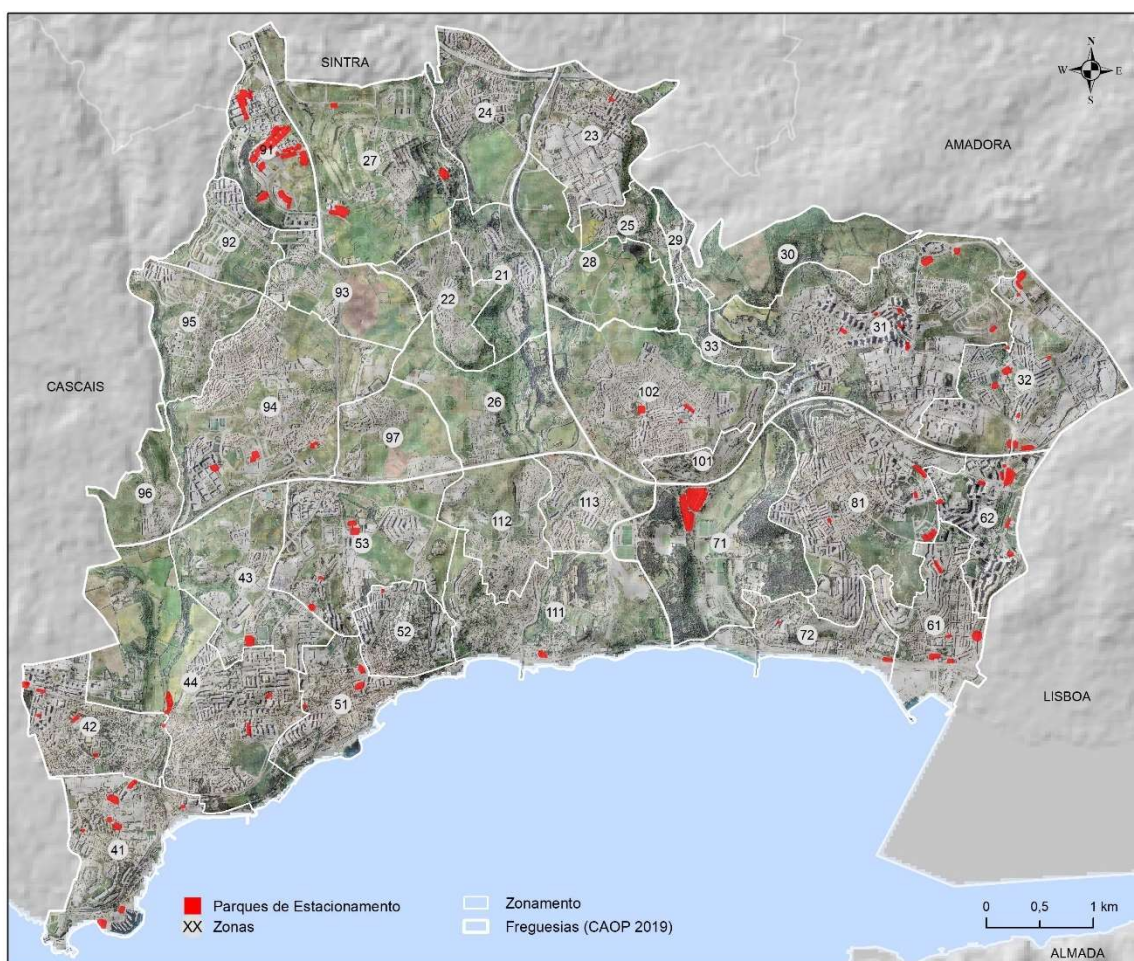 SINTRA
N
W E
S
AMADORA
24
23
91
27
25
29
92
30
21
28
93
22
95
31
33
32
CASCAIS
102
94
26
97
101
96
113
81
62
112
53
71
43
111
52
61
72
44
51
LISBOA
42
41
Parques de Estacionamento
Zonamento
XX Zonas
Freguesias (CAOP 2019)
0 0,5 1 km
ALMADA